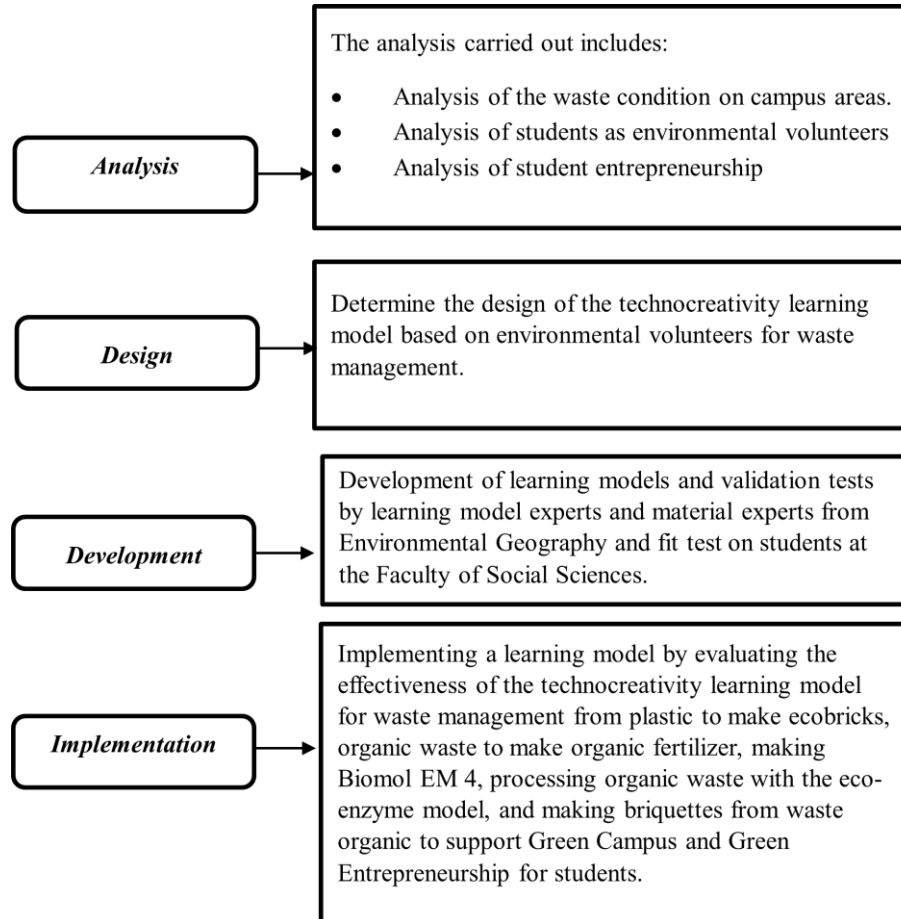 The analysis carried out includes:
• Analysis of the waste condition on campus areas.
• Analysis of students as environmental volunteers
• Analysis of student entrepreneurship
Analysis
Determine the design of the technocreativity learning
model based on environmental volunteers for waste
management.
Design
Development of learning models and validation tests
by learning model experts and material experts from
Environmental Geography and fit test on students at
the Faculty of Social Sciences.
Development
Implementing a learning model by evaluating the
effectiveness of the technocreativity learning model
for waste management from plastic to make ecobricks,
organic waste to make organic fertilizer, making
Biomol EM 4, processing organic waste with the eco-
enzyme model, and making briquettes from waste
organic to support Green Campus and Green
Entrepreneurship for students.
Implementation